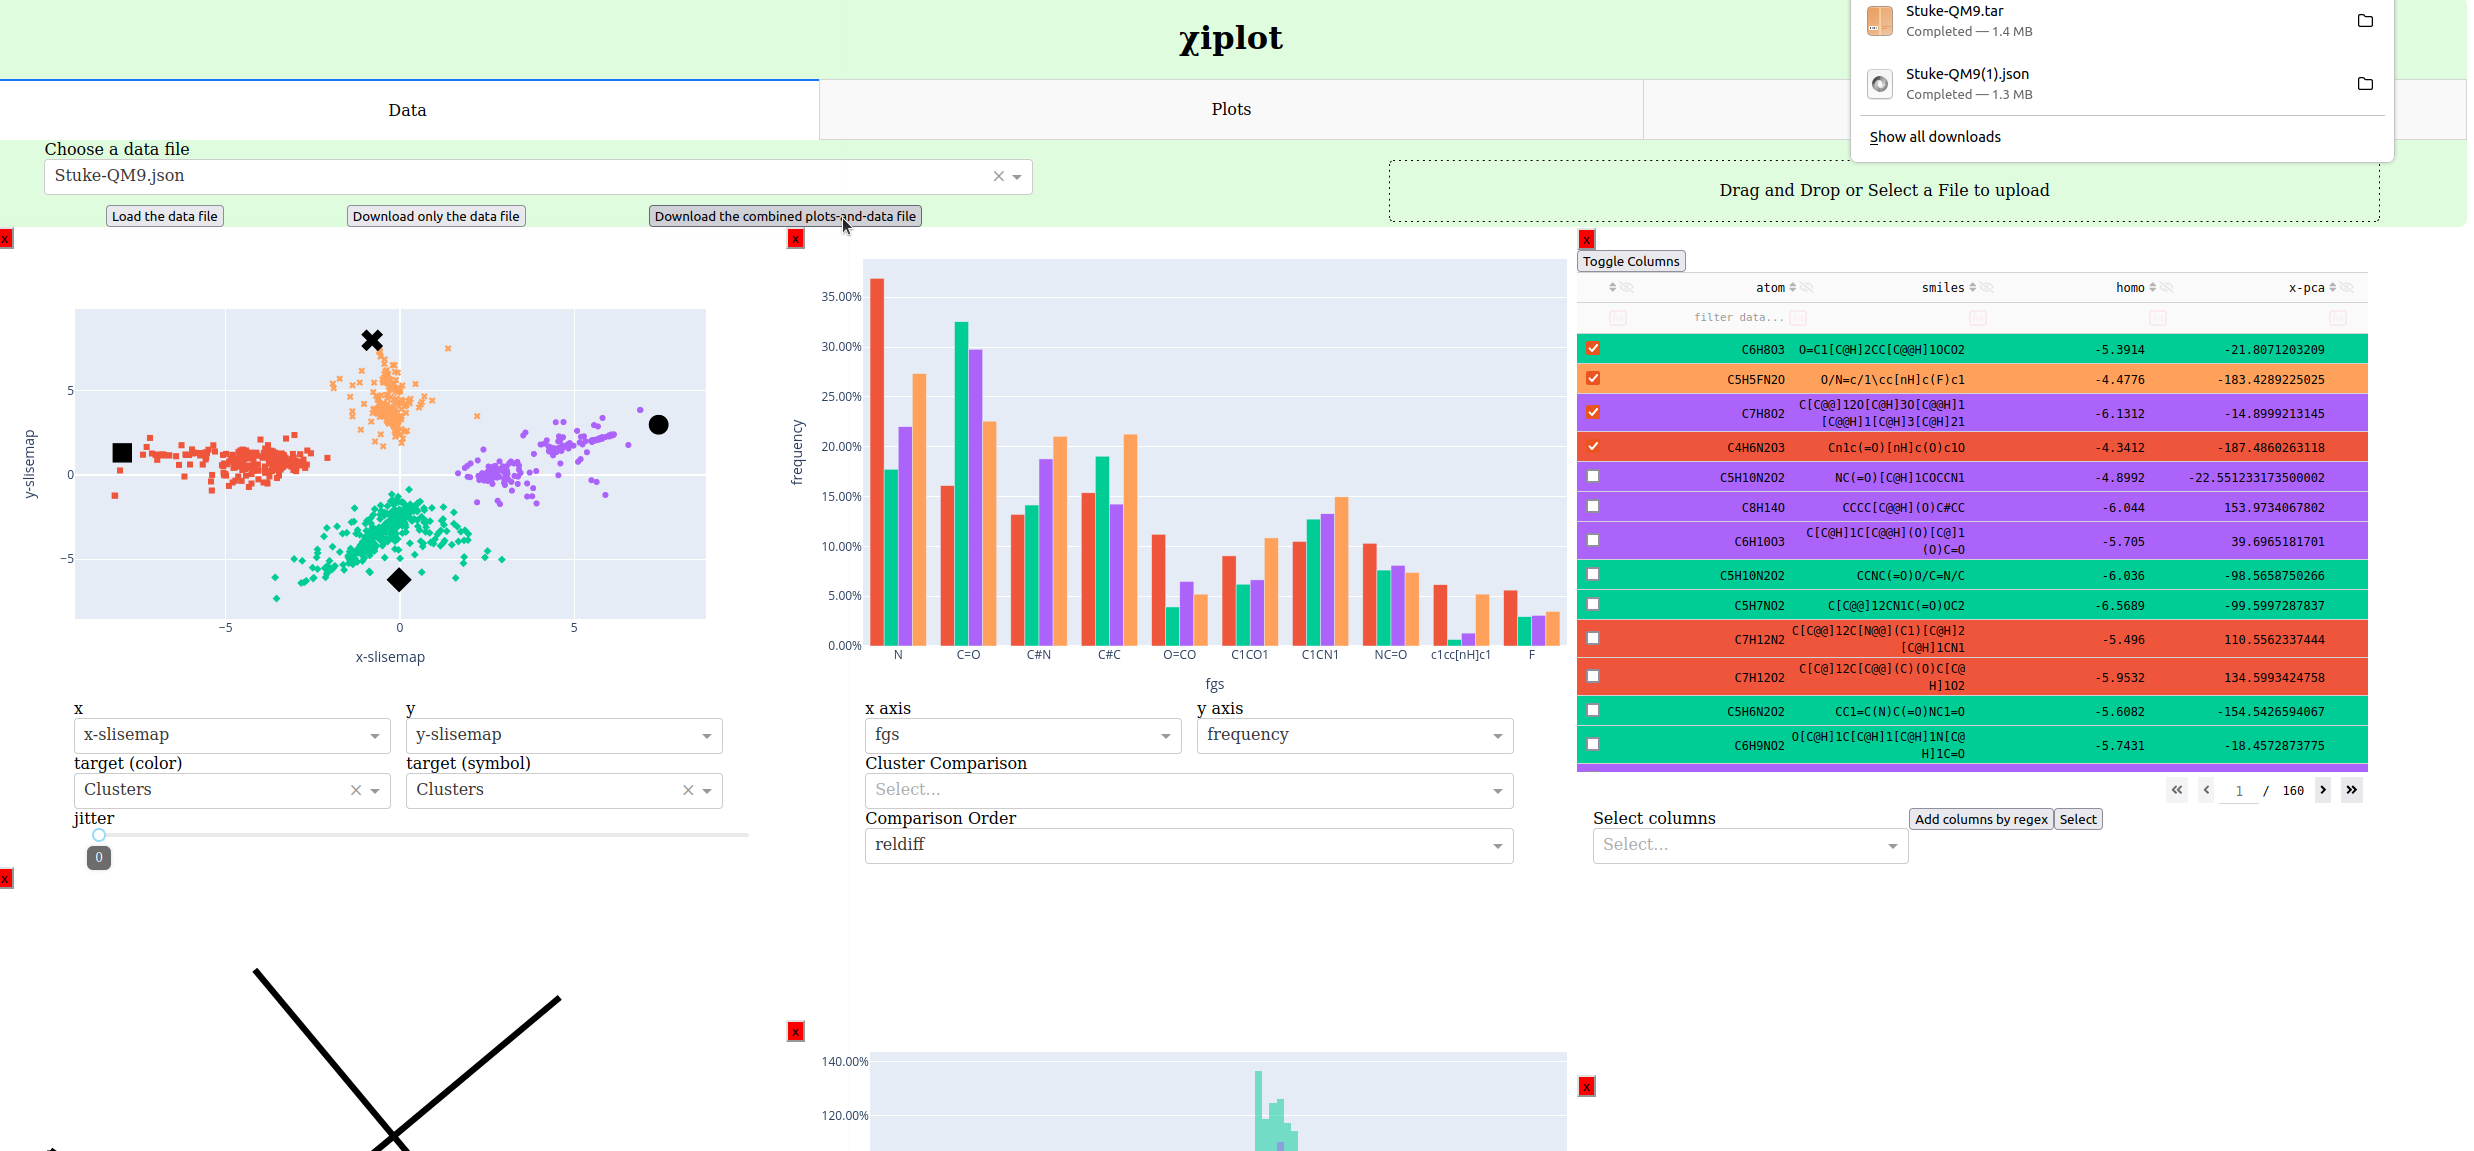 χiplot
Stuke-QM9.tar
Completed — 1.4 MB
Stuke-QM9(1).json
Completed — 1.3 MB
Show all downloads
Data
Plots
Choose a data file
Stuke-QM9.json
Load the data file
Download only the data file
Download the combined plots-and-data file
Drag and Drop or Select a File to upload
x
x
x
y-slisemap
5
0
−5
−5
0
5
x-slisemap
x
y
x-slisemap
y-slisemap
target (color)
target (symbol)
Clusters
Clusters
jitter
0
frequency
35.00%
30.00%
25.00%
20.00%
15.00%
10.00%
5.00%
0.00%
N
C=O
C#N
C#C
O=CO
C1CO1
C1CN1
NC=O
c1cc[nH]c1
F
fgs
x axis
y axis
fgs
frequency
Cluster Comparison
Select...
Comparison Order
reldiff
Toggle Columns
atom smiles homo x-pca
filter data...
C6H8O3 O=C1[C@H]2CC[C@@H]1OCO2 -5.3914 -21.8071203209
C5H5FN2O O/N=c/1\cc[nH]c(F)c1 -4.4776 -183.4289225025
C7H8O2 C[C@@]12O[C@H]3O[C@@H]1 -6.1312 -14.8999213145
[C@@H]1[C@H]3[C@H]21
C4H6N2O3 Cn1c(=O)[nH]c(O)c1O -4.3412 -187.4860263118
C5H10N2O2 NC(=O)[C@H]1COCCN1 -4.8992 -22.551233173500002
C8H14O CCCC[C@@H](O)C#CC -6.044 153.9734067802
C6H10O3 C[C@H]1C[C@@H](O)[C@]1 -5.705 39.6965181701
(O)C=O
C5H10N2O2 CCNC(=O)O/C=N/C -6.036 -98.5658750266
C5H7NO2 C[C@@]12CN1C(=O)OC2 -6.5689 -99.5997287837
C7H12N2 C[C@@]12C[N@@](C1)[C@H]2 -5.496 110.5562337444
[C@H]1CN1
C7H12O2 C[C@]12C[C@@](C)(O)C[C@ -5.9532 134.5993424758
H]1O2
C5H6N2O2 CC1=C(N)C(=O)NC1=O -5.6082 -154.5426594067
C6H9NO2 O[C@H]1C[C@H]1[C@H]1N[C@ -5.7431 -18.4572873775
H]1C=O
1 / 160
Select columns
Add columns by regex
Select
Select...
x
x
140.00%
120.00%
x